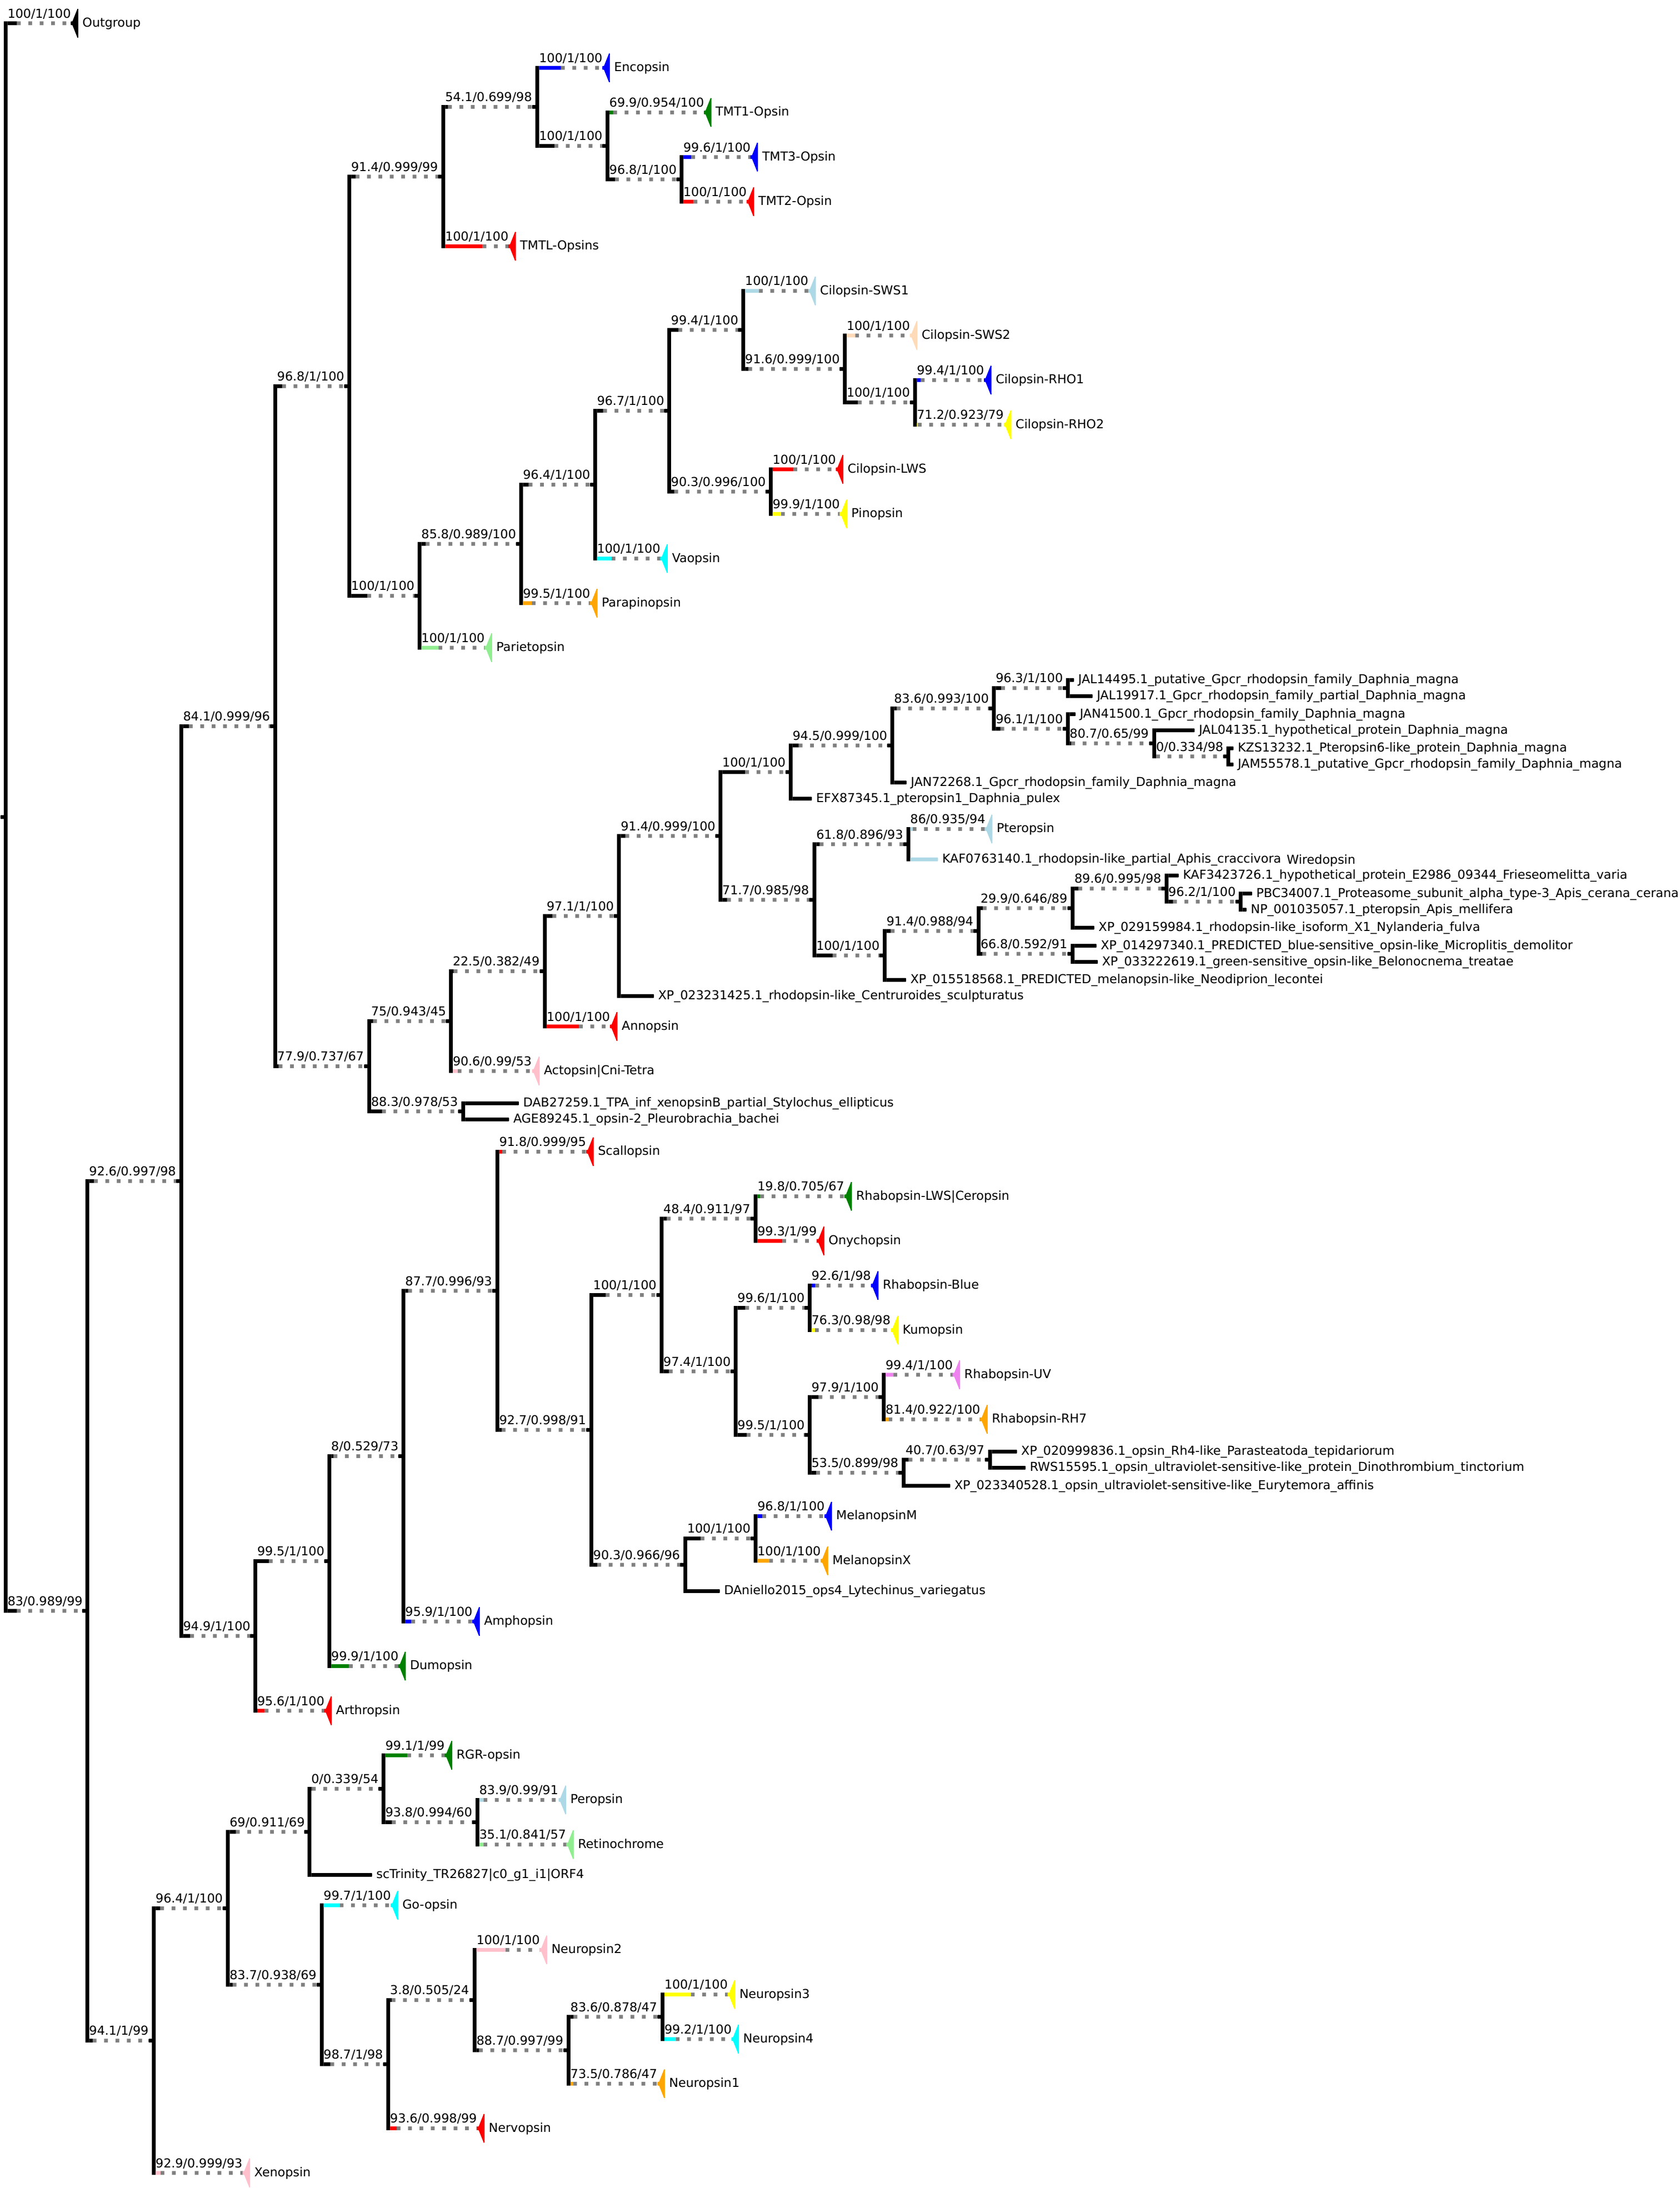 100/1/100 Outgroup
100/1/100 Encopsin
54.1/0.699/98
69.9/0.954/100 TMT1-Opsin
100/1/100
99.6/1/100 TMT3-Opsin
91.4/0.999/99
96.8/1/100
100/1/100 TMT2-Opsin
100/1/100 TMTL-Opsins
100/1/100 Cilopsin-SWS1
99.4/1/100
100/1/100 Cilopsin-SWS2
91.6/0.999/100
96.8/1/100
99.4/1/100 Cilopsin-RHO1
100/1/100
96.7/1/100
71.2/0.923/79 Cilopsin-RHO2
100/1/100 Cilopsin-LWS
96.4/1/100
90.3/0.996/100
99.9/1/100 Pinopsin
85.8/0.989/100
100/1/100 Vaopsin
100/1/100
99.5/1/100 Parapinopsin
100/1/100 Parietopsin
96.3/1/100 JAL14495.1_putative_Gpcr_rhodopsin_family_Daphnia_magna
83.6/0.993/100
JAL19917.1_Gpcr_rhodopsin_family_partial_Daphnia_magna
84.1/0.999/96
96.1/1/100 JAN41500.1_Gpcr_rhodopsin_family_Daphnia_magna
80.7/0.65/99 JAL04135.1_hypothetical_protein_Daphnia_magna
94.5/0.999/100
0/0.334/98 KZS13232.1_Pteropsin6-like_protein_Daphnia_magna
JAM55578.1_putative_Gpcr_rhodopsin_family_Daphnia_magna
100/1/100
JAN72268.1_Gpcr_rhodopsin_family_Daphnia_magna
EFX87345.1_pteropsin1_Daphnia_pulex
91.4/0.999/100
86/0.935/94 Pteropsin
61.8/0.896/93
KAF0763140.1_rhodopsin-like_partial_Aphis_craccivora Wiredopsin
89.6/0.995/98 KAF3423726.1_hypothetical_protein_E2986_09344_Frieseomelitta_varia
71.7/0.985/98
96.2/1/100 PBC34007.1_Proteasome_subunit_alpha_type-3_Apis_cerana_cerana
29.9/0.646/89
NP_001035057.1_pteropsin_Apis_mellifera
97.1/1/100
91.4/0.988/94
XP_029159984.1_rhodopsin-like_isoform_X1_Nylanderia_fulva
100/1/100
66.8/0.592/91 XP_014297340.1_PREDICTED_blue-sensitive_opsin-like_Microplitis_demolitor
XP_033222619.1_green-sensitive_opsin-like_Belonocnema_treatae
22.5/0.382/49
XP_015518568.1_PREDICTED_melanopsin-like_Neodiprion_lecontei
XP_023231425.1_rhodopsin-like_Centruroides_sculpturatus
75/0.943/45
100/1/100 Annopsin
77.9/0.737/67
90.6/0.99/53 Actopsin|Cni-Tetra
88.3/0.978/53 DAB27259.1_TPA_inf_xenopsinB_partial_Stylochus_ellipticus
AGE89245.1_opsin-2_Pleurobrachia_bachei
91.8/0.999/95 Scallopsin
92.6/0.997/98
19.8/0.705/67 Rhabopsin-LWS|Ceropsin
48.4/0.911/97
99.3/1/99 Onychopsin
87.7/0.996/93
100/1/100
92.6/1/98 Rhabopsin-Blue
99.6/1/100
76.3/0.98/98 Kumopsin
97.4/1/100
99.4/1/100 Rhabopsin-UV
97.9/1/100
92.7/0.998/91
99.5/1/100
81.4/0.922/100 Rhabopsin-RH7
8/0.529/73
53.5/0.899/98
40.7/0.63/97 XP_020999836.1_opsin_Rh4-like_Parasteatoda_tepidariorum
RWS15595.1_opsin_ultraviolet-sensitive-like_protein_Dinothrombium_tinctorium
XP_023340528.1_opsin_ultraviolet-sensitive-like_Eurytemora_affinis
96.8/1/100 MelanopsinM
100/1/100
99.5/1/100
90.3/0.966/96
100/1/100 MelanopsinX
DAniello2015_ops4_Lytechinus_variegatus
83/0.989/99
95.9/1/100 Amphopsin
94.9/1/100
99.9/1/100 Dumopsin
95.6/1/100 Arthropsin
99.1/1/99 RGR-opsin
0/0.339/54
83.9/0.99/91 Peropsin
69/0.911/69
93.8/0.994/60
35.1/0.841/57 Retinochrome
scTrinity_TR26827|c0_g1_i1|ORF4
96.4/1/100
99.7/1/100 Go-opsin
100/1/100 Neuropsin2
83.7/0.938/69
3.8/0.505/24
100/1/100 Neuropsin3
83.6/0.878/47
94.1/1/99
99.2/1/100 Neuropsin4
88.7/0.997/99
98.7/1/98
73.5/0.786/47 Neuropsin1
93.6/0.998/99 Nervopsin
92.9/0.999/93 Xenopsin